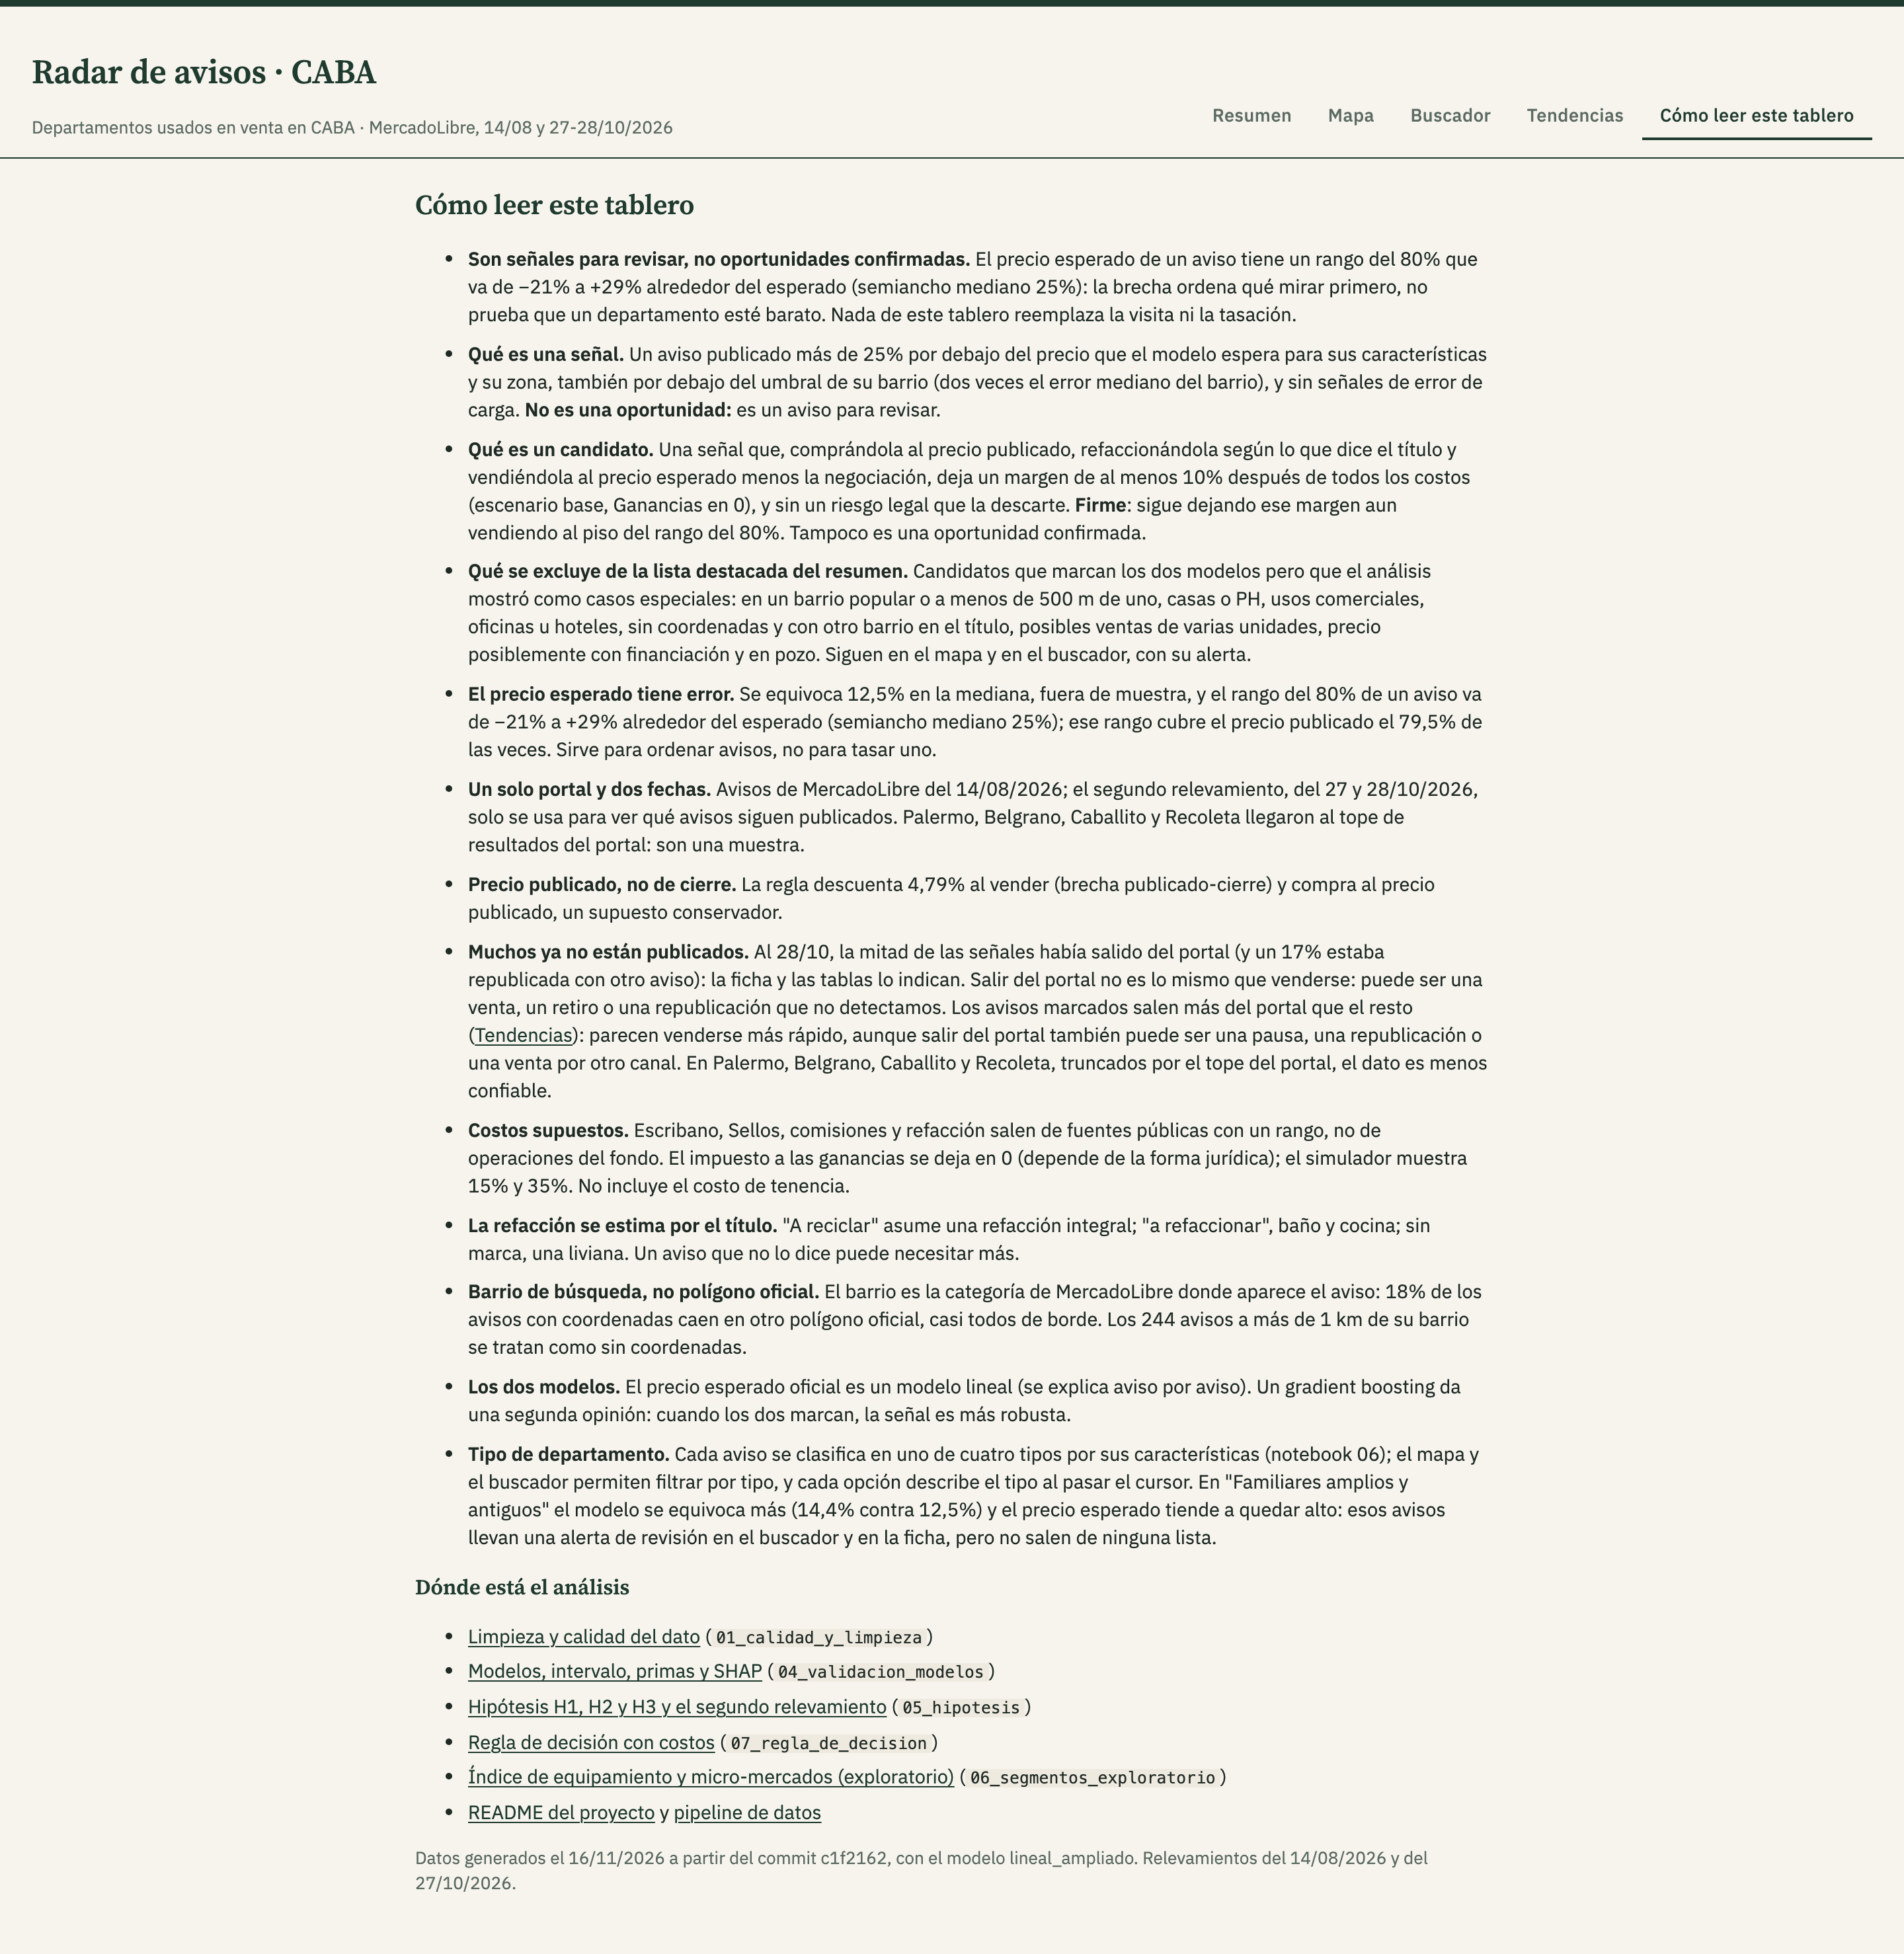 Radar de avisos · CABA
Departamentos usados en venta en CABA · MercadoLibre, 14/08 y 27-28/10/2026
Resumen Mapa Buscador Tendencias Cómo leer este tablero
Cómo leer este tablero
• Son señales para revisar, no oportunidades confirmadas. El precio esperado de un aviso tiene un rango del 80% que
va de −21% a +29% alrededor del esperado (semiancho mediano 25%): la brecha ordena qué mirar primero, no
prueba que un departamento esté barato. Nada de este tablero reemplaza la visita ni la tasación.
• Qué es una señal. Un aviso publicado más de 25% por debajo del precio que el modelo espera para sus características
y su zona, también por debajo del umbral de su barrio (dos veces el error mediano del barrio), y sin señales de error de
carga. No es una oportunidad: es un aviso para revisar.
• Qué es un candidato. Una señal que, comprándola al precio publicado, refaccionándola según lo que dice el título y
vendiéndola al precio esperado menos la negociación, deja un margen de al menos 10% después de todos los costos
(escenario base, Ganancias en 0), y sin un riesgo legal que la descarte. Firme: sigue dejando ese margen aun
vendiendo al piso del rango del 80%. Tampoco es una oportunidad confirmada.
• Qué se excluye de la lista destacada del resumen. Candidatos que marcan los dos modelos pero que el análisis
mostró como casos especiales: en un barrio popular o a menos de 500 m de uno, casas o PH, usos comerciales,
oficinas u hoteles, sin coordenadas y con otro barrio en el título, posibles ventas de varias unidades, precio
posiblemente con financiación y en pozo. Siguen en el mapa y en el buscador, con su alerta.
• El precio esperado tiene error. Se equivoca 12,5% en la mediana, fuera de muestra, y el rango del 80% de un aviso va
de −21% a +29% alrededor del esperado (semiancho mediano 25%); ese rango cubre el precio publicado el 79,5% de
las veces. Sirve para ordenar avisos, no para tasar uno.
• Un solo portal y dos fechas. Avisos de MercadoLibre del 14/08/2026; el segundo relevamiento, del 27 y 28/10/2026,
solo se usa para ver qué avisos siguen publicados. Palermo, Belgrano, Caballito y Recoleta llegaron al tope de
resultados del portal: son una muestra.
• Precio publicado, no de cierre. La regla descuenta 4,79% al vender (brecha publicado-cierre) y compra al precio
publicado, un supuesto conservador.
• Muchos ya no están publicados. Al 28/10, la mitad de las señales había salido del portal (y un 17% estaba
republicada con otro aviso): la ficha y las tablas lo indican. Salir del portal no es lo mismo que venderse: puede ser una
venta, un retiro o una republicación que no detectamos. Los avisos marcados salen más del portal que el resto
(Tendencias): parecen venderse más rápido, aunque salir del portal también puede ser una pausa, una republicación o
una venta por otro canal. En Palermo, Belgrano, Caballito y Recoleta, truncados por el tope del portal, el dato es menos
confiable.
• Costos supuestos. Escribano, Sellos, comisiones y refacción salen de fuentes públicas con un rango, no de
operaciones del fondo. El impuesto a las ganancias se deja en 0 (depende de la forma jurídica); el simulador muestra
15% y 35%. No incluye el costo de tenencia.
• La refacción se estima por el título. "A reciclar" asume una refacción integral; "a refaccionar", baño y cocina; sin
marca, una liviana. Un aviso que no lo dice puede necesitar más.
• Barrio de búsqueda, no polígono oficial. El barrio es la categoría de MercadoLibre donde aparece el aviso: 18% de los
avisos con coordenadas caen en otro polígono oficial, casi todos de borde. Los 244 avisos a más de 1 km de su barrio
se tratan como sin coordenadas.
• Los dos modelos. El precio esperado oficial es un modelo lineal (se explica aviso por aviso). Un gradient boosting da
una segunda opinión: cuando los dos marcan, la señal es más robusta.
• Tipo de departamento. Cada aviso se clasifica en uno de cuatro tipos por sus características (notebook 06); el mapa y
el buscador permiten filtrar por tipo, y cada opción describe el tipo al pasar el cursor. En "Familiares amplios y
antiguos" el modelo se equivoca más (14,4% contra 12,5%) y el precio esperado tiende a quedar alto: esos avisos
llevan una alerta de revisión en el buscador y en la ficha, pero no salen de ninguna lista.
Dónde está el análisis
• Limpieza y calidad del dato (01_calidad_y_limpieza)
• Modelos, intervalo, primas y SHAP (04_validacion_modelos)
• Hipótesis H1, H2 y H3 y el segundo relevamiento (05_hipotesis)
• Regla de decisión con costos (07_regla_de_decision)
• Índice de equipamiento y micro-mercados (exploratorio) (06_segmentos_exploratorio)
• README del proyecto y pipeline de datos
Datos generados el 16/11/2026 a partir del commit c1f2162, con el modelo lineal_ampliado. Relevamientos del 14/08/2026 y del
27/10/2026.